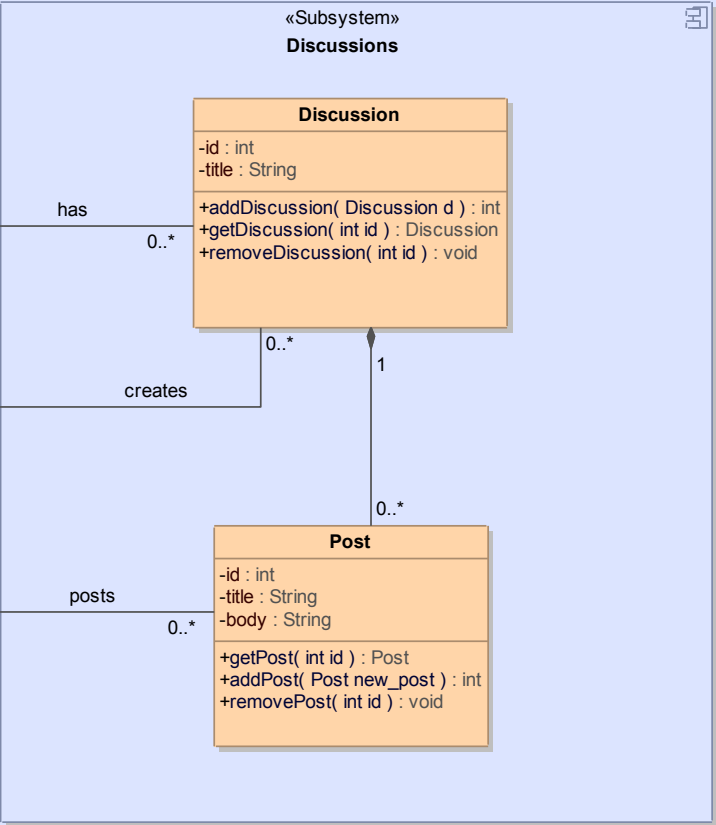 «Subsystem»
Discussions
Discussion
-id : int
-title : String
+addDiscussion( Discussion d ) : int
+getDiscussion( int id ) : Discussion
+removeDiscussion( int id ) : void
has
0..*
0..*
1
creates
0..*
Post
-id : int
-title : String
-body : String
posts
0..*
+getPost( int id ) : Post
+addPost( Post new_post ) : int
+removePost( int id ) : void